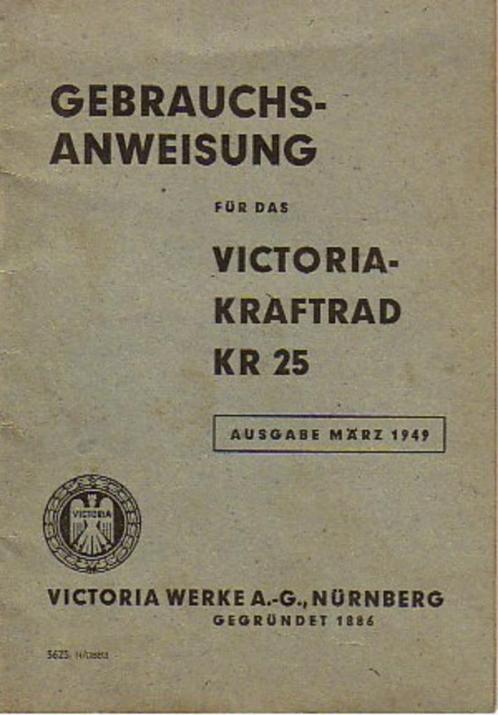 GEBRAUCHS-
ANWEISUNG
FÜR DAS
VICTORIA-
KRAFTRAD
KR 25
AUSGABE MÄRZ 1949
VICTORIA
VICTORIA WERKE A.-G., NÜRNBERG
GEGRÜNDET 1886